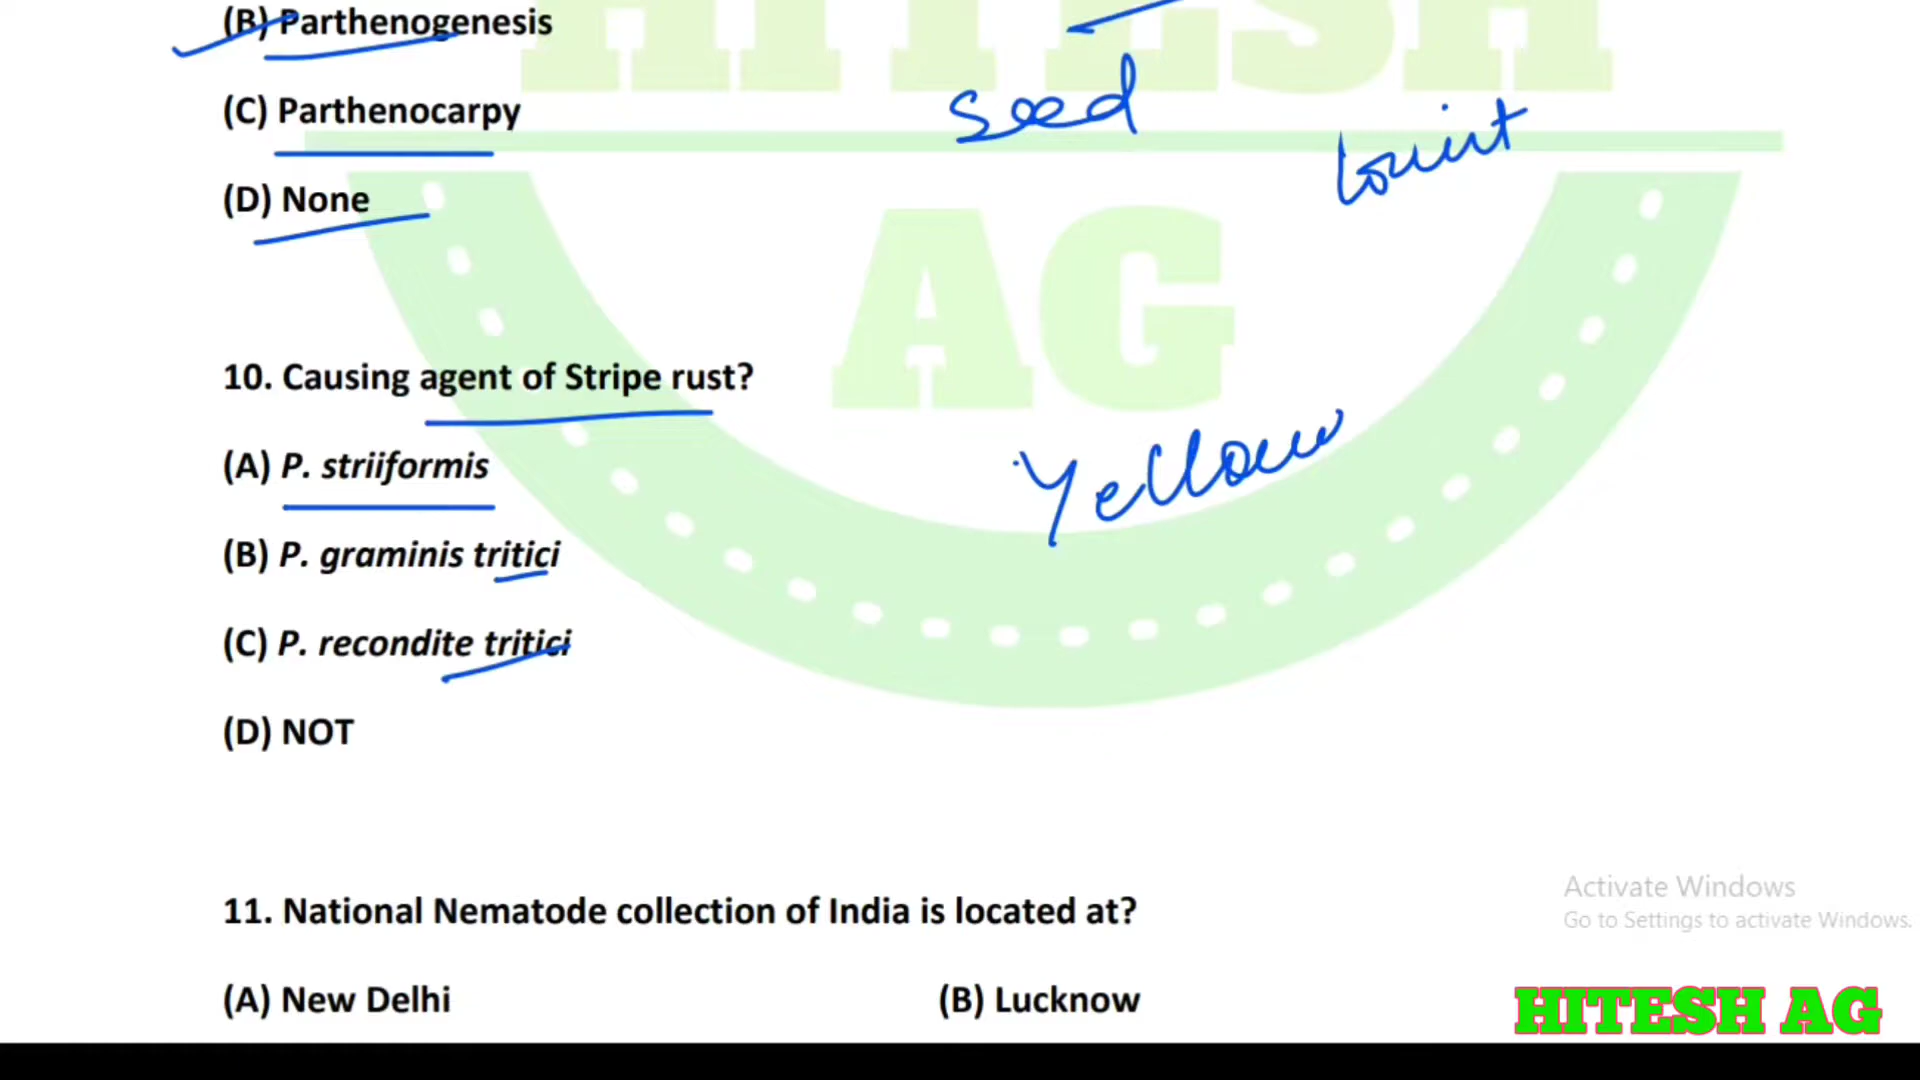 HITESH
(B) Parthenogenesis
seed
(C) Parthenocarpy
(D) None
AG
10. Causing agent of Stripe rust?
Yellow
(A) P. striiformis
(B) P. graminis tritici
(C) P. recondite tritici
(D) NOT
11. National Nematode collection of India is located at?
Activate Windows
Go to Settings to activate Windows.
(A) New Delhi (B) Lucknow
HITESH AG